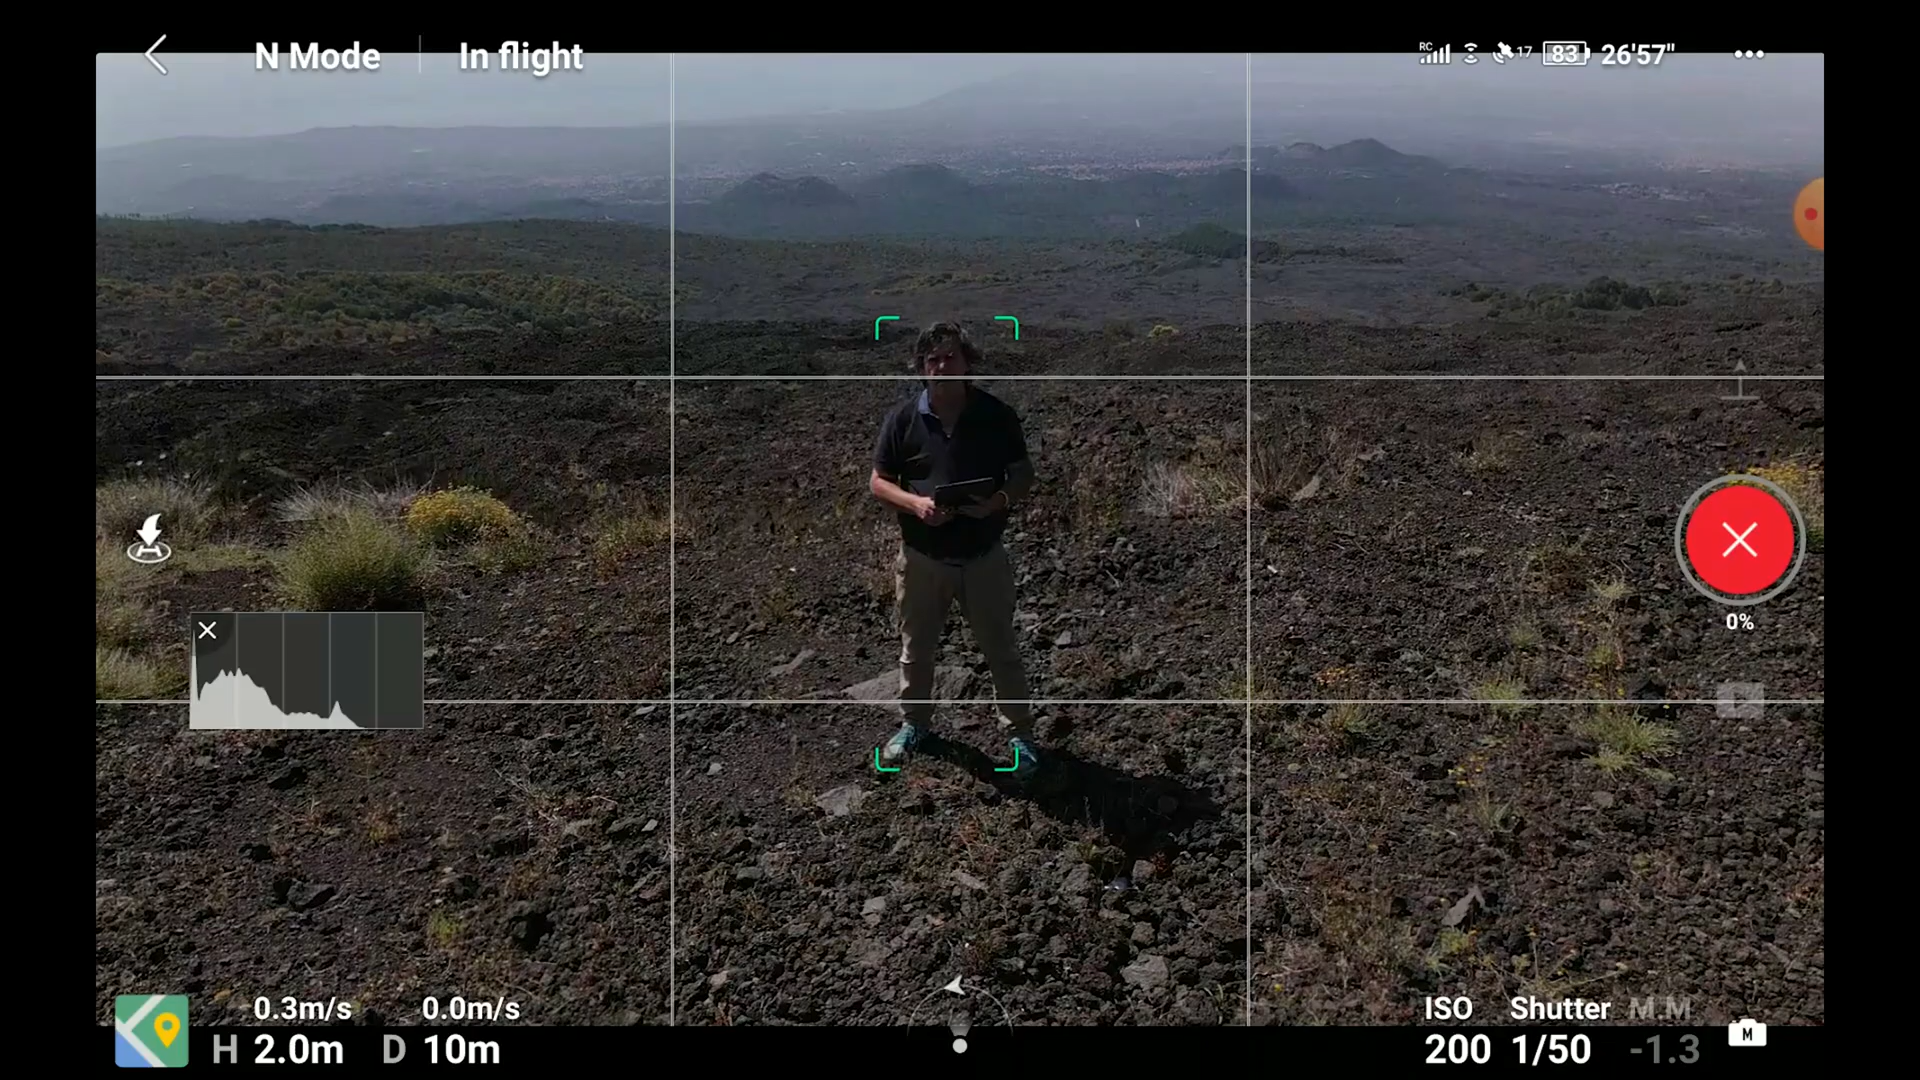 N Mode In flight RC 17 83 26'57"
0%
0.3m/s 0.0m/s
H 2.0m D 10m
ISO Shutter M.M
200 1/50 -1.3 M